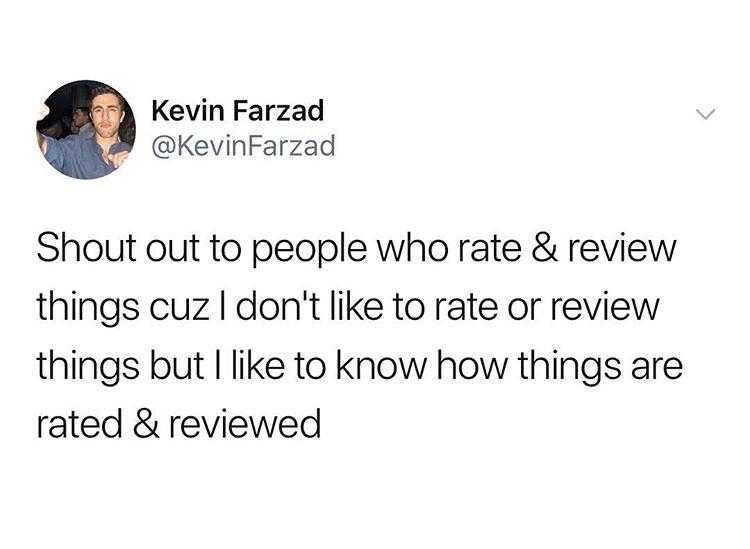 Kevin Farzad
@KevinFarzad
Shout out to people who rate & review
things cuz I don't like to rate or review
things but I like to know how things are
rated & reviewed